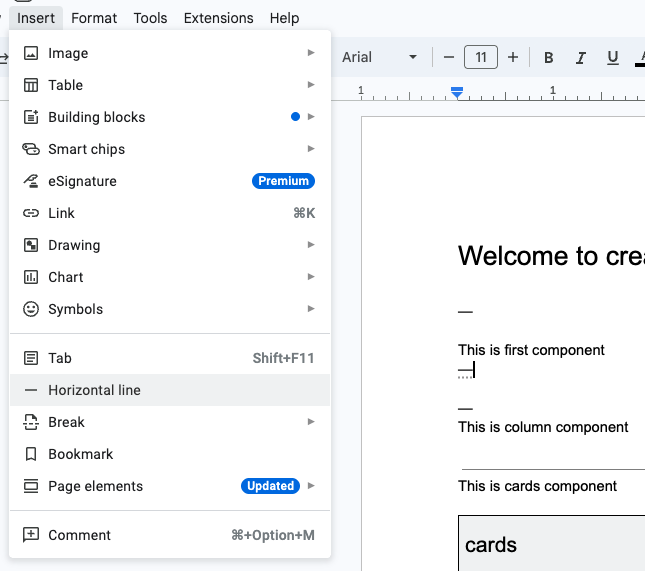 Insert Format Tools Extensions Help
Image
Table
Building blocks
Smart chips
eSignature Premium
Link ⌘K
Drawing
Chart
Symbols
Tab Shift+F11
Horizontal line
Break
Bookmark
Page elements Updated
Comment ⌘+Option+M
Arial − 11 + B I U A
1 1
Welcome to crea
—
This is first component
—
—
This is column component
This is cards component
cards